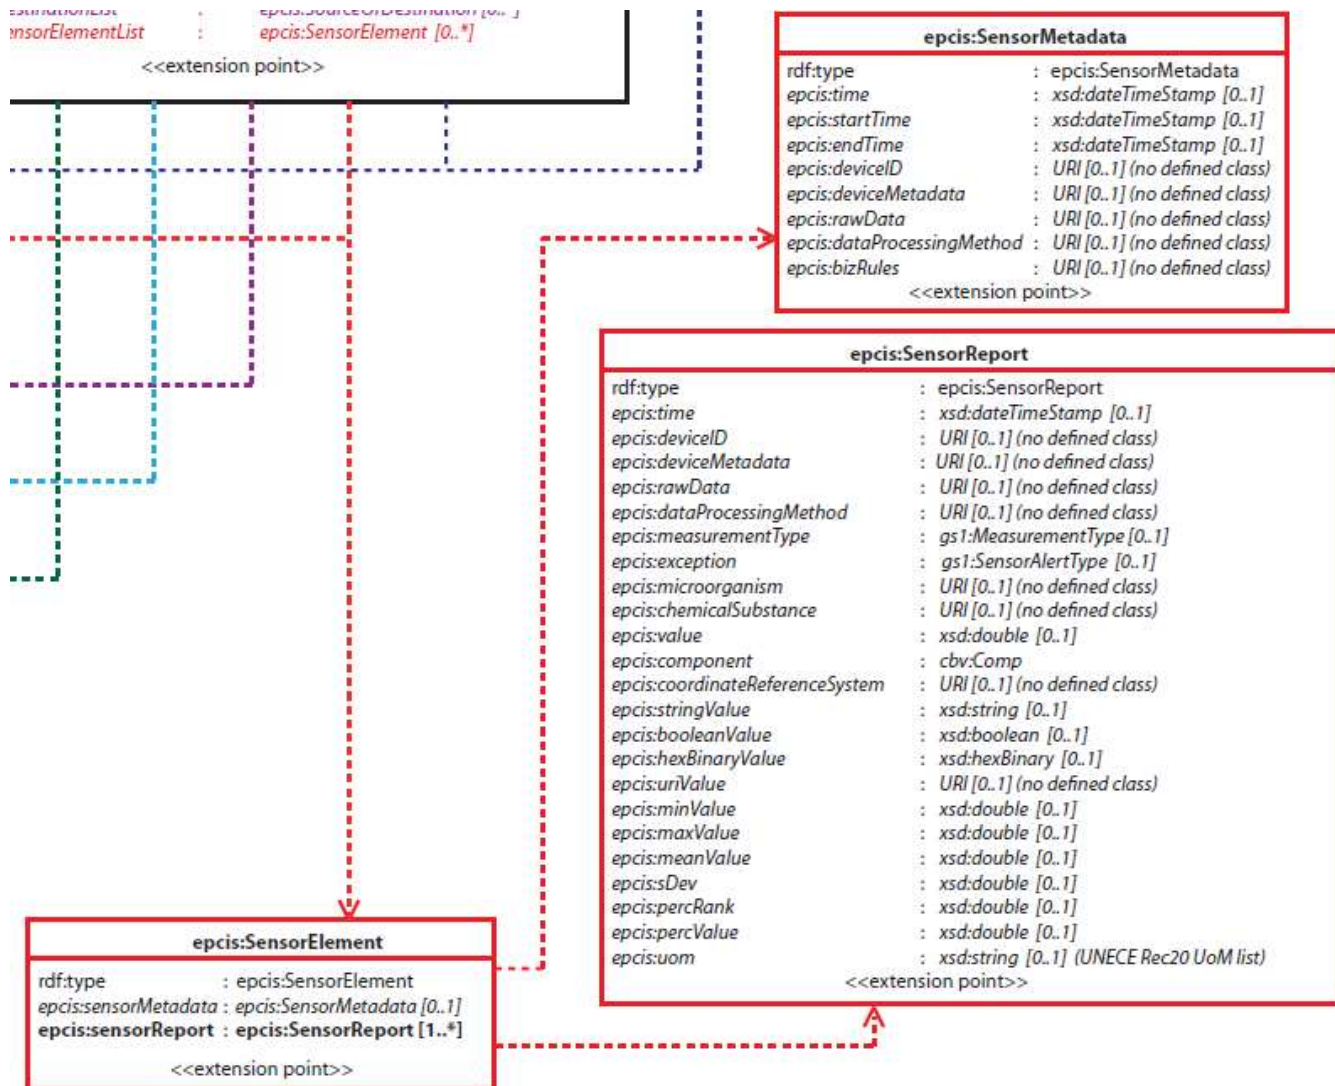 epcis:SourceOrDestination [0..*]
ensorElementList : epcis:SensorElement [0..*]
<<extension point>>
epcis:SensorMetadata
rdf:type : epcis:SensorMetadata
epcis:time : xsd:dateTimeStamp [0..1]
epcis:startTime : xsd:dateTimeStamp [0..1]
epcis:endTime : xsd:dateTimeStamp [0..1]
epcis:deviceID : URI [0..1] (no defined class)
epcis:deviceMetadata : URI [0..1] (no defined class)
epcis:rawData : URI [0..1] (no defined class)
epcis:dataProcessingMethod : URI [0..1] (no defined class)
epcis:bizRules : URI [0..1] (no defined class)
<<extension point>>
epcis:SensorReport
rdf:type : epcis:SensorReport
epcis:time : xsd:dateTimeStamp [0..1]
epcis:deviceID : URI [0..1] (no defined class)
epcis:deviceMetadata : URI [0..1] (no defined class)
epcis:rawData : URI [0..1] (no defined class)
epcis:dataProcessingMethod : URI [0..1] (no defined class)
epcis:measurementType : gs1:MeasurementType [0..1]
epcis:exception : gs1:SensorAlertType [0..1]
epcis:microorganism : URI [0..1] (no defined class)
epcis:chemicalSubstance : URI [0..1] (no defined class)
epcis:value : xsd:double [0..1]
epcis:component : cbv:Comp
epcis:coordinateReferenceSystem : URI [0..1] (no defined class)
epcis:stringValue : xsd:string [0..1]
epcis:booleanValue : xsd:boolean [0..1]
epcis:hexBinaryValue : xsd:hexBinary [0..1]
epcis:uriValue : URI [0..1] (no defined class)
epcis:minValue : xsd:double [0..1]
epcis:maxValue : xsd:double [0..1]
epcis:meanValue : xsd:double [0..1]
epcis:sDev : xsd:double [0..1]
epcis:percRank : xsd:double [0..1]
epcis:percValue : xsd:double [0..1]
epcis:uom : xsd:string [0..1] (UNECE Rec20 UoM list)
<<extension point>>
epcis:SensorElement
rdf:type : epcis:SensorElement
epcis:sensorMetadata : epcis:SensorMetadata [0..1]
epcis:sensorReport : epcis:SensorReport [1..*]
<<extension point>>